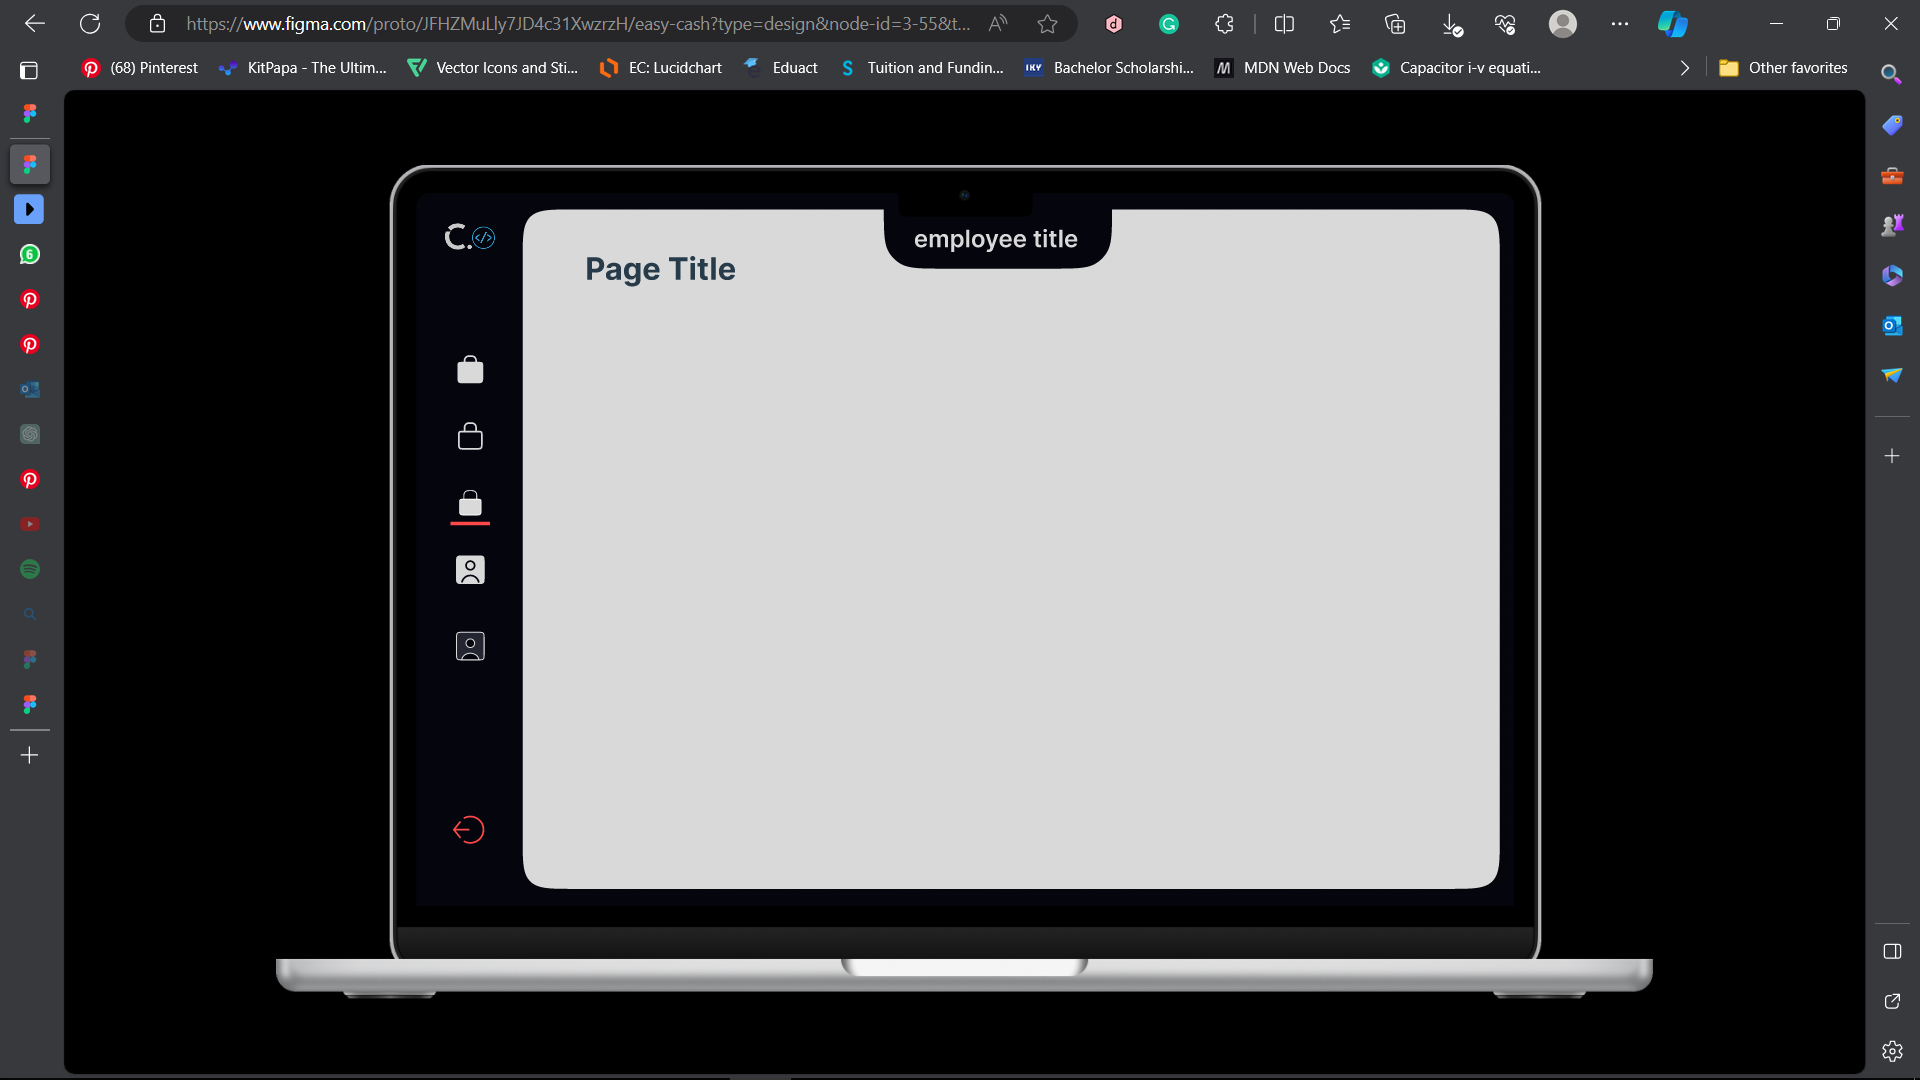 https://www.figma.com/proto/JFHZMuLly7JD4c31XwzrzH/easy-cash?type=design&node-id=3-55&t...
(68) Pinterest
KitPapa - The Ultim...
Vector Icons and Sti...
EC: Lucidchart
Eduact
Tuition and Fundin...
IKY
Bachelor Scholarshi...
MDN Web Docs
Capacitor i-v equati...
Other favorites
6
C.</>
employee title
Page Title